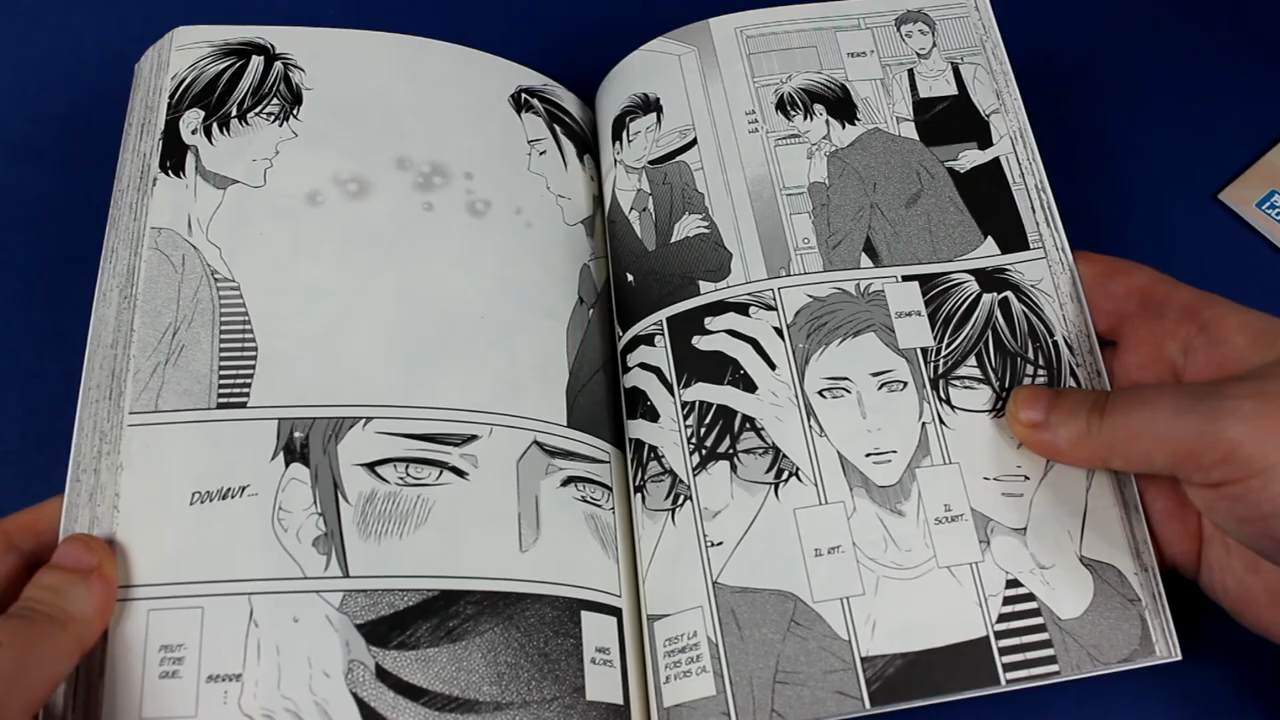 TIENS ?
HA
HA
HA
SEMPAI...
IL
SOURIT...
IL RIT...
C'EST LA
PREMIÈRE
FOIS QUE
JE VOIS ÇA...
DOULEUR...
MAIS
ALORS...
PEUT-
ÊTRE
QUE...
SERRE